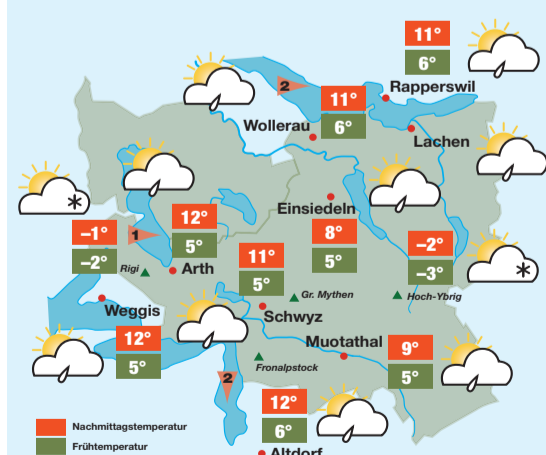 11°
6°
Rapperswil
2
11°
6°
Wollerau
Lachen
12°
5°
Einsiedeln
–1°
–2°
1
Rigi
Arth
8°
5°
–2°
–3°
11°
5°
Gr. Mythen
Hoch-Ybrig
Weggis
Schwyz
12°
5°
Muotathal
9°
5°
Fronalpstock
2
12°
6°
Nachmittagstemperatur
Frühtemperatur
Altdorf